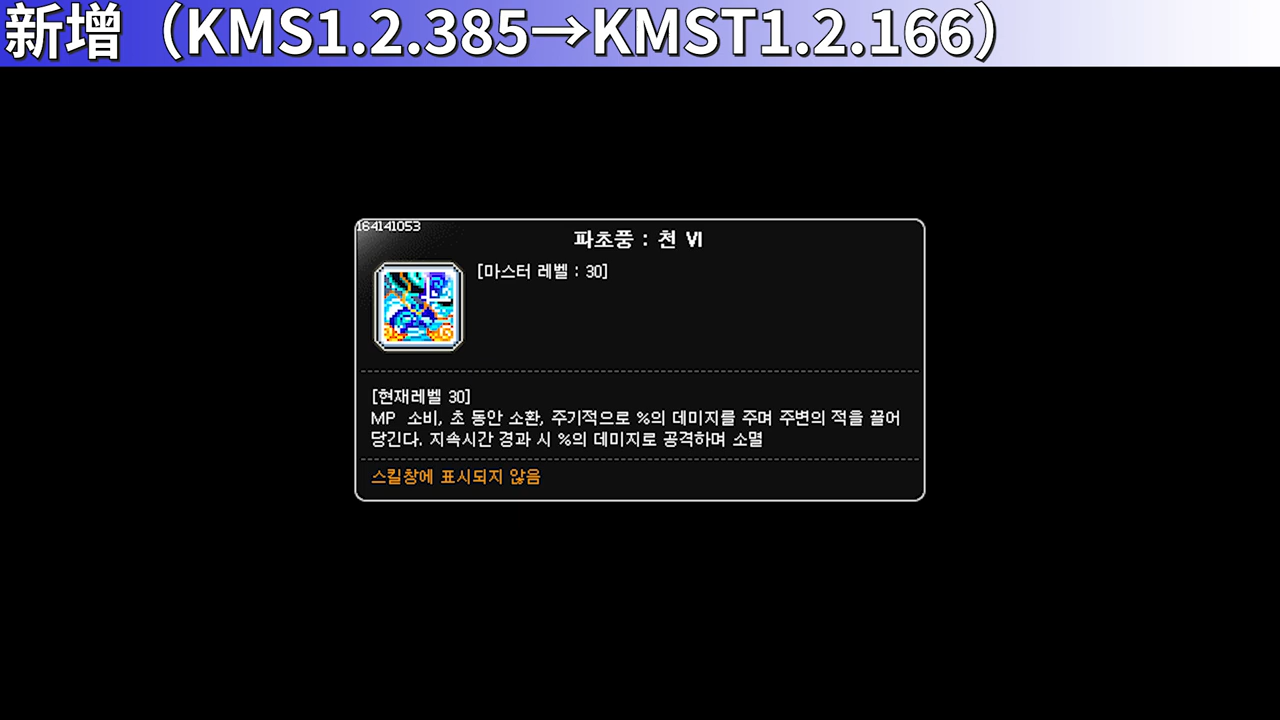 新增（KMS1.2.385→KMST1.2.166）
164141053
파초풍 : 천 VI
[마스터 레벨 : 30]
[현재레벨 30]
MP 소비, 초 동안 소환, 주기적으로 %의 데미지를 주며 주변의 적을 끌어
당긴다. 지속시간 경과 시 %의 데미지로 공격하며 소멸
스킬창에 표시되지 않음